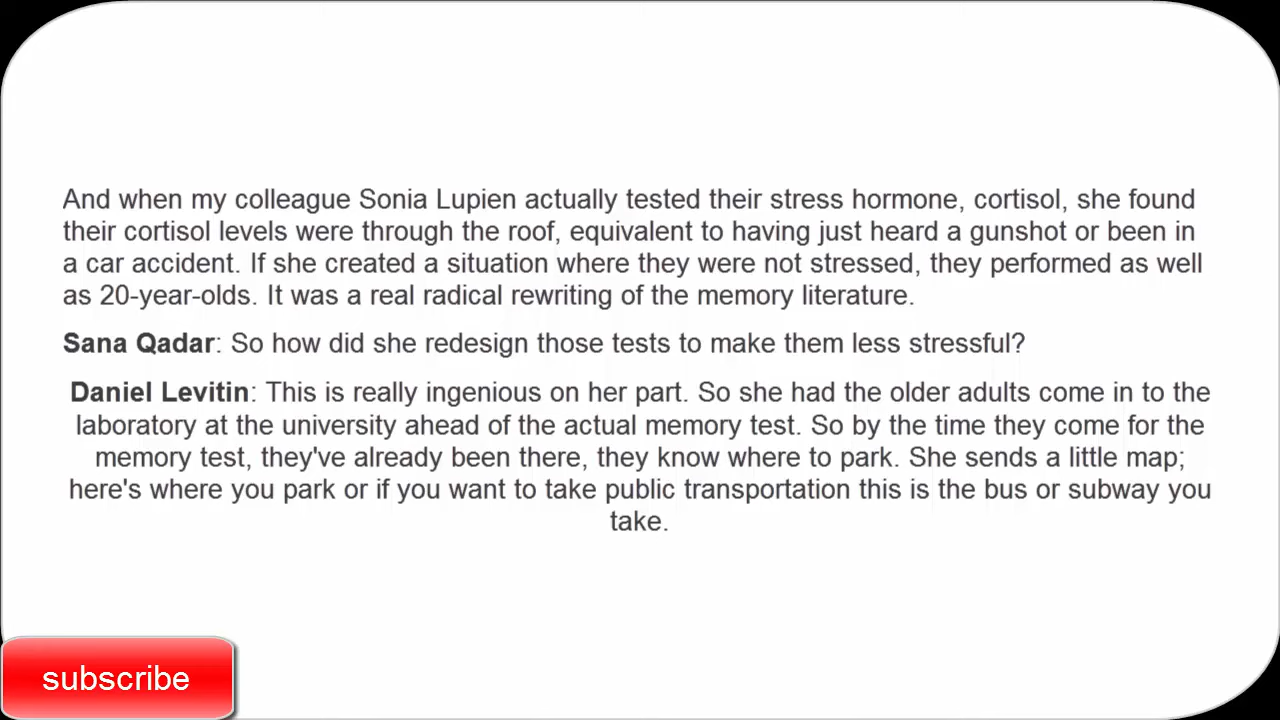 And when my colleague Sonia Lupien actually tested their stress hormone, cortisol, she found
their cortisol levels were through the roof, equivalent to having just heard a gunshot or been in
a car accident. If she created a situation where they were not stressed, they performed as well
as 20-year-olds. It was a real radical rewriting of the memory literature.
Sana Qadar: So how did she redesign those tests to make them less stressful?
Daniel Levitin: This is really ingenious on her part. So she had the older adults come in to the
laboratory at the university ahead of the actual memory test. So by the time they come for the
memory test, they've already been there, they know where to park. She sends a little map;
here's where you park or if you want to take public transportation this is the bus or subway you
take.
subscribe